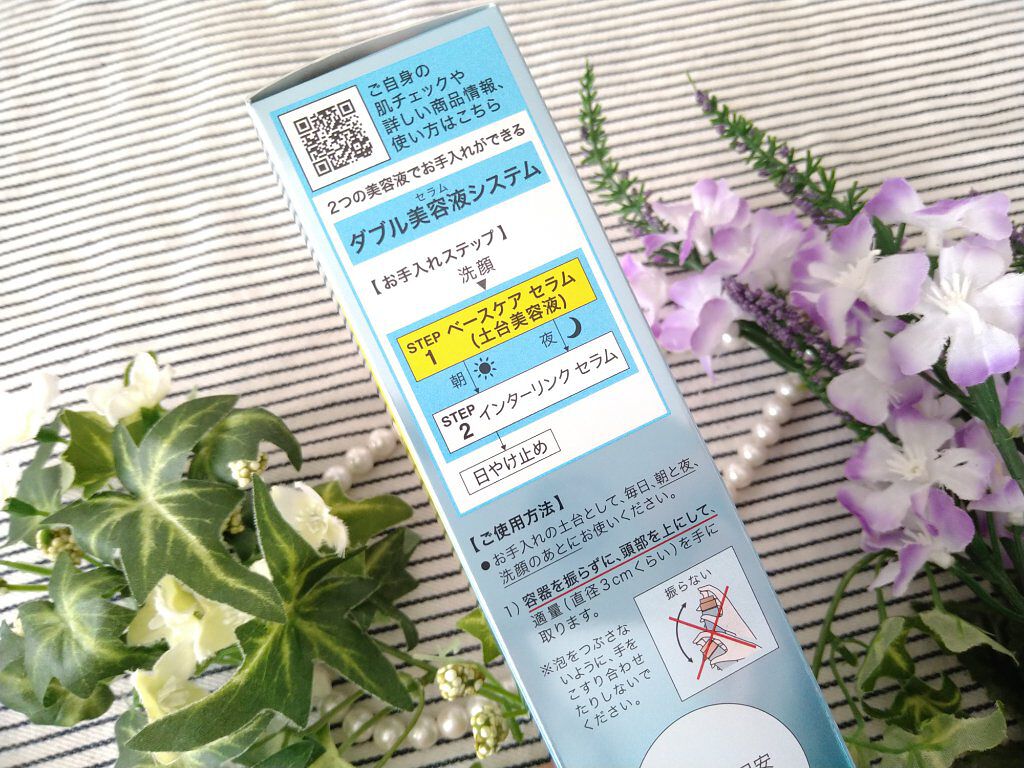 ご自身の
肌チェックや
詳しい商品情報、
使い方はこちら
2つの美容液でお手入れができる
セラム
ダブル美容液システム
【お手入れステップ】
洗顔
STEP 1 ベースケア セラム
(土台美容液)
朝
夜
STEP 2 インターリンク セラム
日やけ止め
【ご使用方法】
●お手入れの土台として、毎日、朝と夜、
洗顔のあとにお使いください。
1)容器を振らずに、頭部を上にして、
適量(直径3cmくらい)を手に
取ります。
※泡をつぶさな
いように、手を
こすり合わせ
たりしないで
ください。
振らない